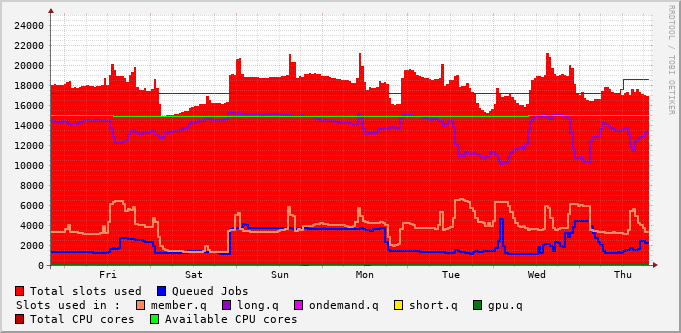 RRDTOOL / TOBI OETIKER
24000
22000
20000
18000
16000
14000
12000
10000
8000
6000
4000
2000
0
Fri Sat Sun Mon Tue Wed Thu
Total slots used Queued Jobs
Slots used in : member.q long.q ondemand.q short.q gpu.q
Total CPU cores Available CPU cores